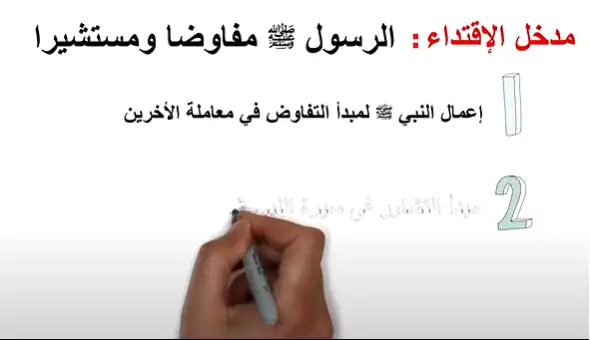 مدخل الإقتداء : الرسول ﷺ مفاوضا ومستشيرا
1
إعمال النبي ﷺ لمبدأ التفاوض في معاملة الأخرين
2
مبدأ التشاور في سيرة النبي